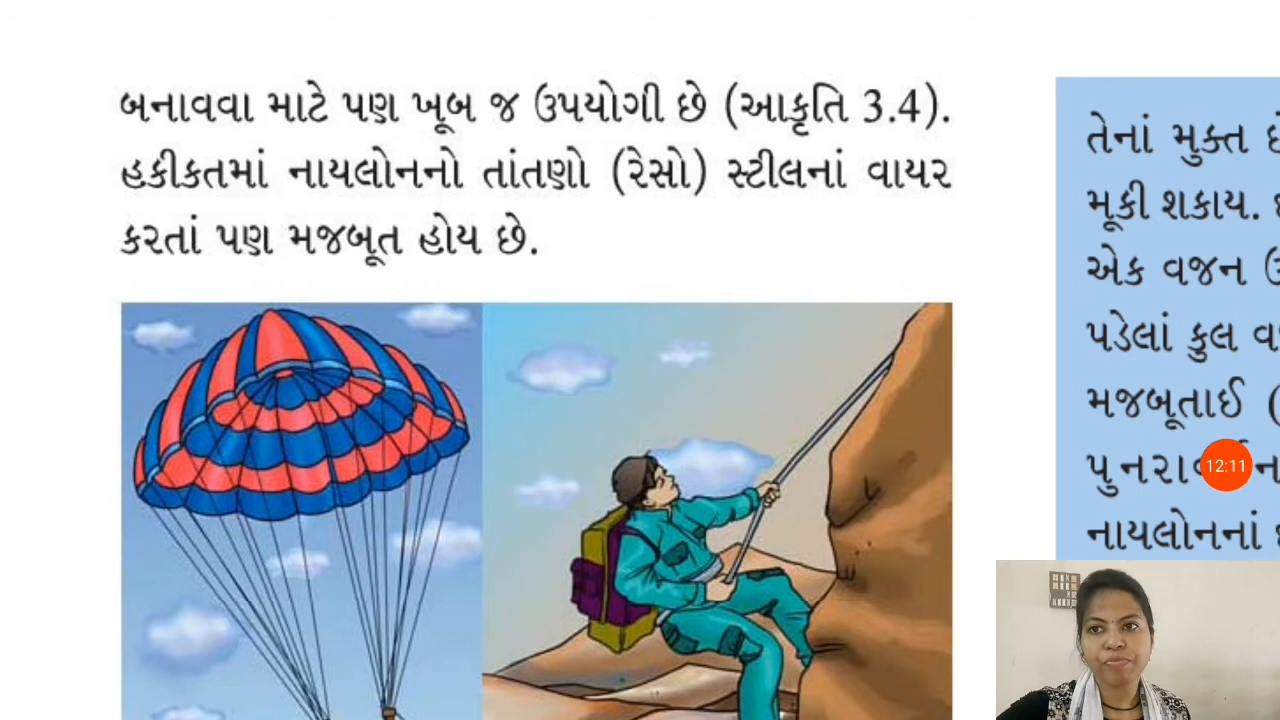 બનાવવા માટે પણ ખૂબ જ ઉપયોગી છે (આકૃતિ 3.4).
હકીકતમાં નાયલોનનો તાંતણો (રેસો) સ્ટીલનાં વાયર
કરતાં પણ મજબૂત હોય છે.
તેનાં મુક્ત
મૂકી શકાય.
એક વજન
પડેલાં કુલ
મજબૂતાઈ (
12:11
નાયલોનનાં